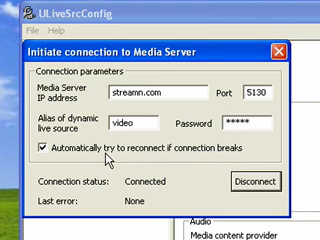 ULiveSrcConfig
File Help
Initiate connection to Media Server
Connection parameters
Media Server IP address streamn.com Port 5130
Alias of dynamic live source video Password *****
Automatically try to reconnect if connection breaks
Connection status: Connected Disconnect
Last error: None
Audio
Media content provider